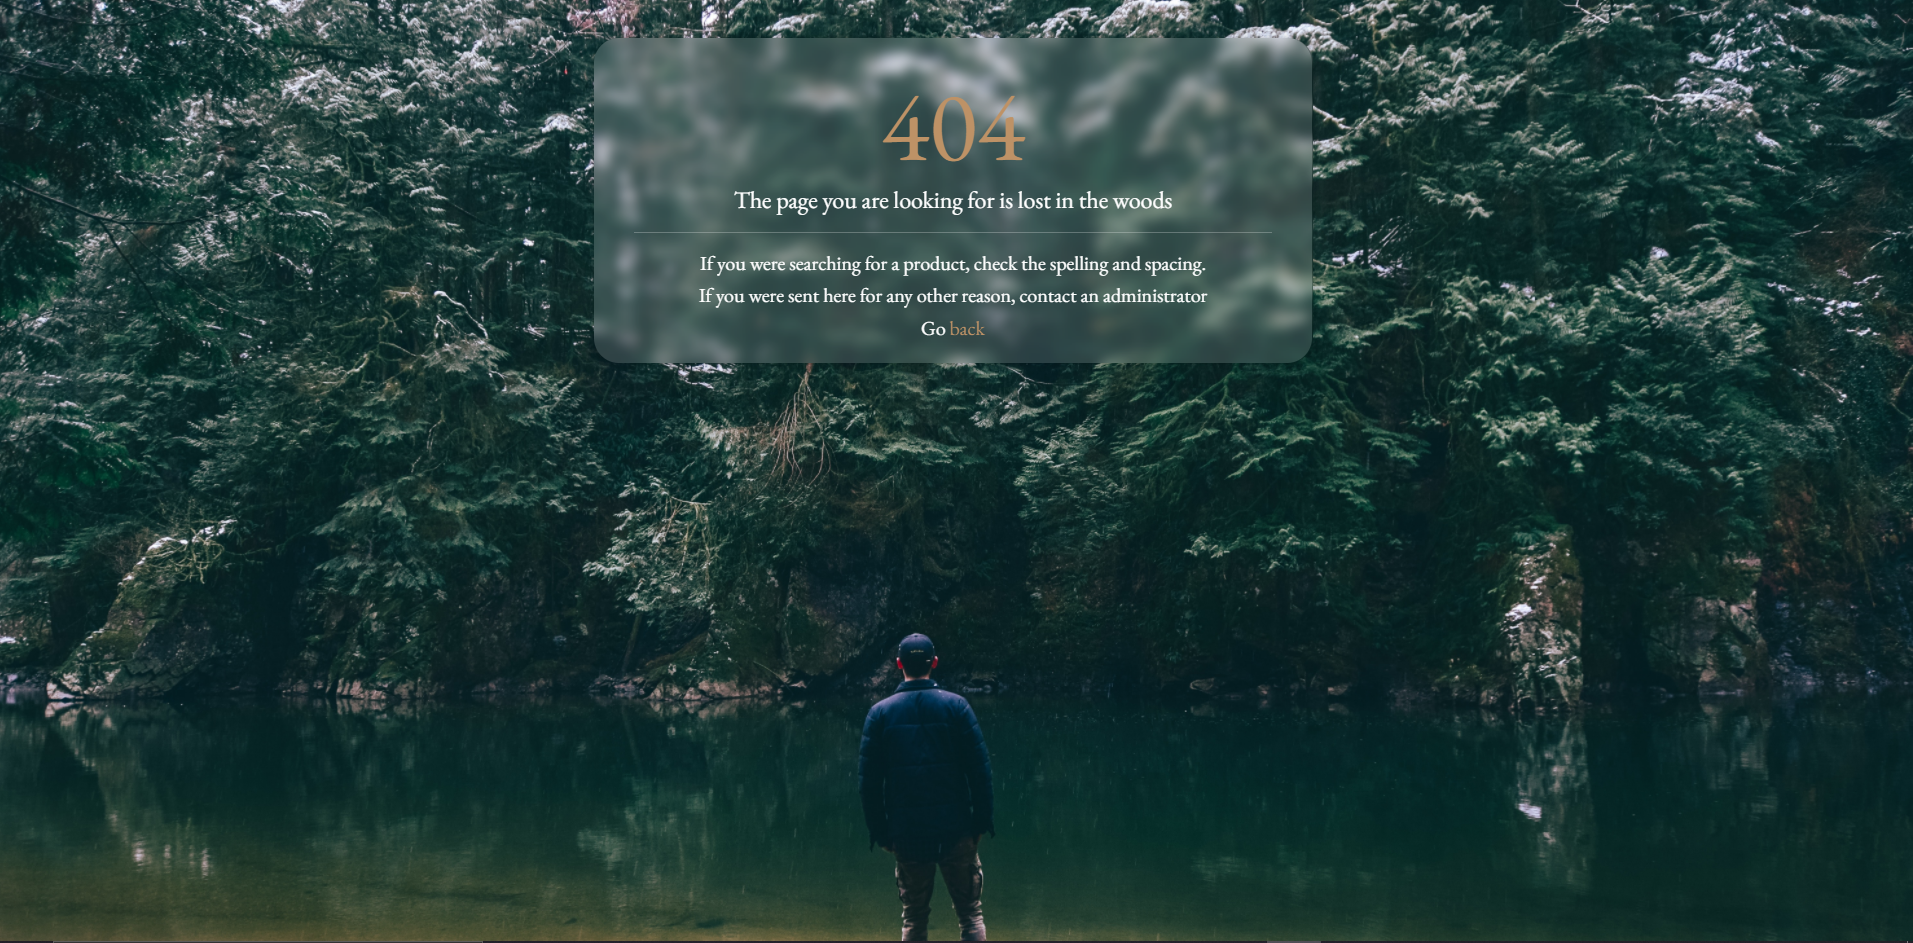 404
The page you are looking for is lost in the woods
If you were searching for a product, check the spelling and spacing.
If you were sent here for any other reason, contact an administrator
Go back